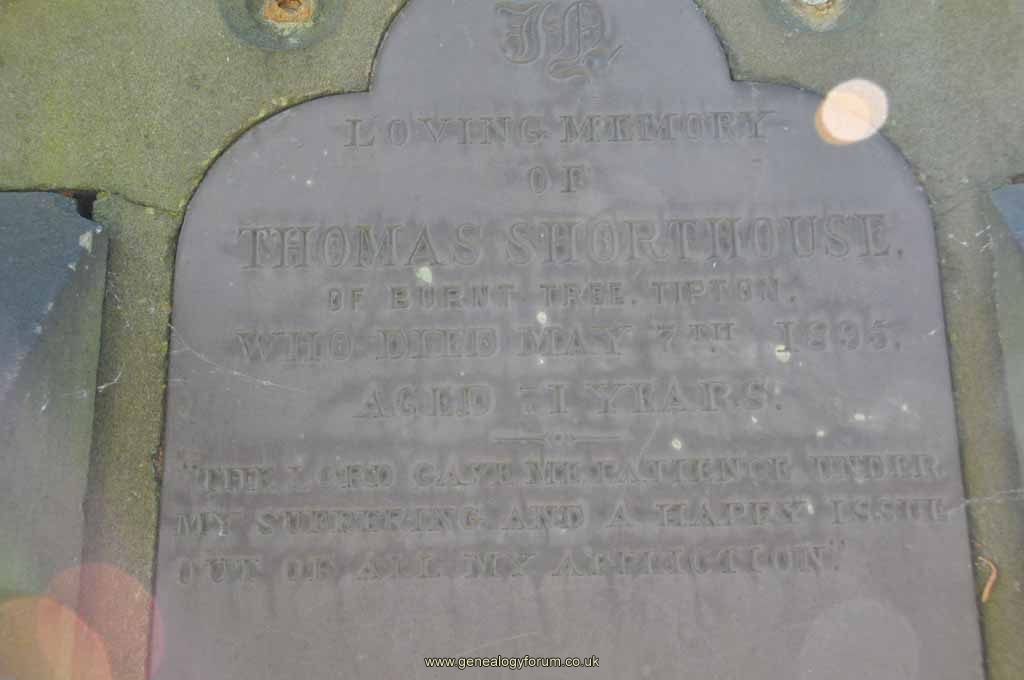 In
LOVING MEMORY
OF
THOMAS SHORTHOUSE.
OF BURNT TREE, TIPTON.
WHO DIED MAY 7TH 1895.
AGED 71 YEARS.
"THE LORD GAVE ME PATIENCE UNDER
MY SUFFERING AND A HAPPY ISSUE
OUT OF ALL MY AFFLICTION."
www.genealogyforum.co.uk